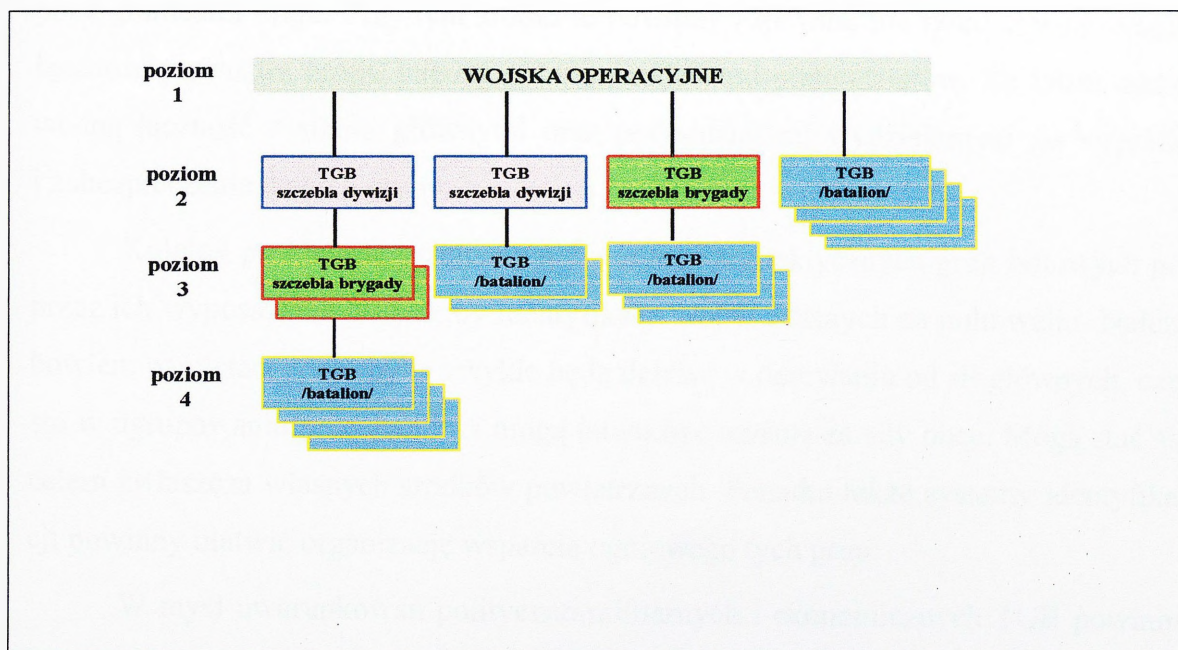 poziom
1
WOJSKA OPERACYJNE
poziom
2
TGB
szczebla dywizji
TGB
szczebla dywizji
TGB
szczebla brygady
TGB
/batalion/
poziom
3
TGB
szczebla brygady
TGB
/batalion/
TGB
/batalion/
poziom
4
TGB
/batalion/